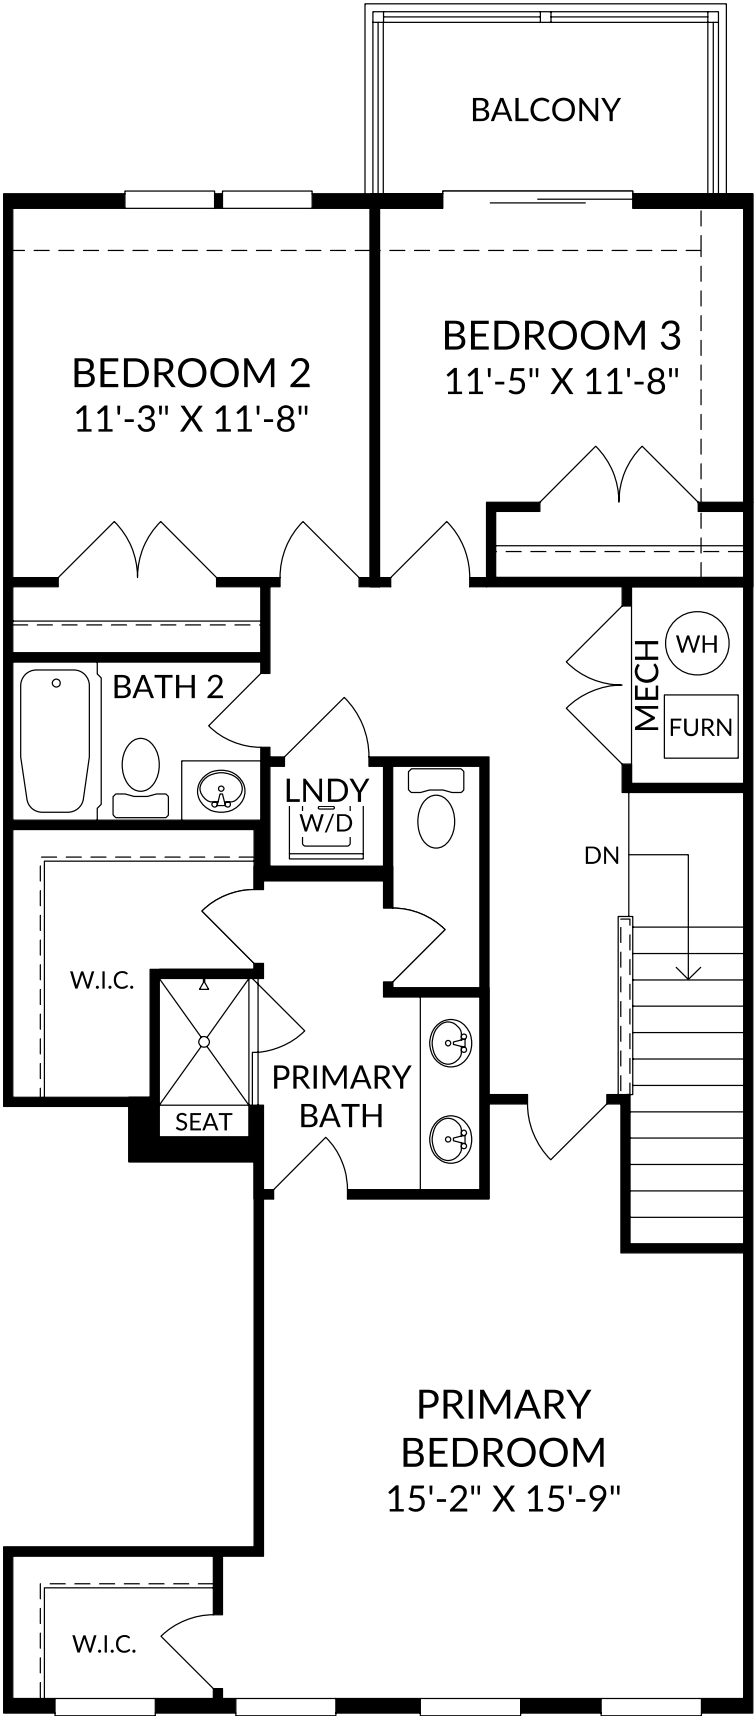 BALCONY
BEDROOM 3
11'-5" X 11'-8"
BEDROOM 2
11'-3" X 11'-8"
MECH
WH
FURN
BATH 2
LNDY
W/D
DN
W.I.C.
PRIMARY
BATH
SEAT
PRIMARY
BEDROOM
15'-2" X 15'-9"
W.I.C.